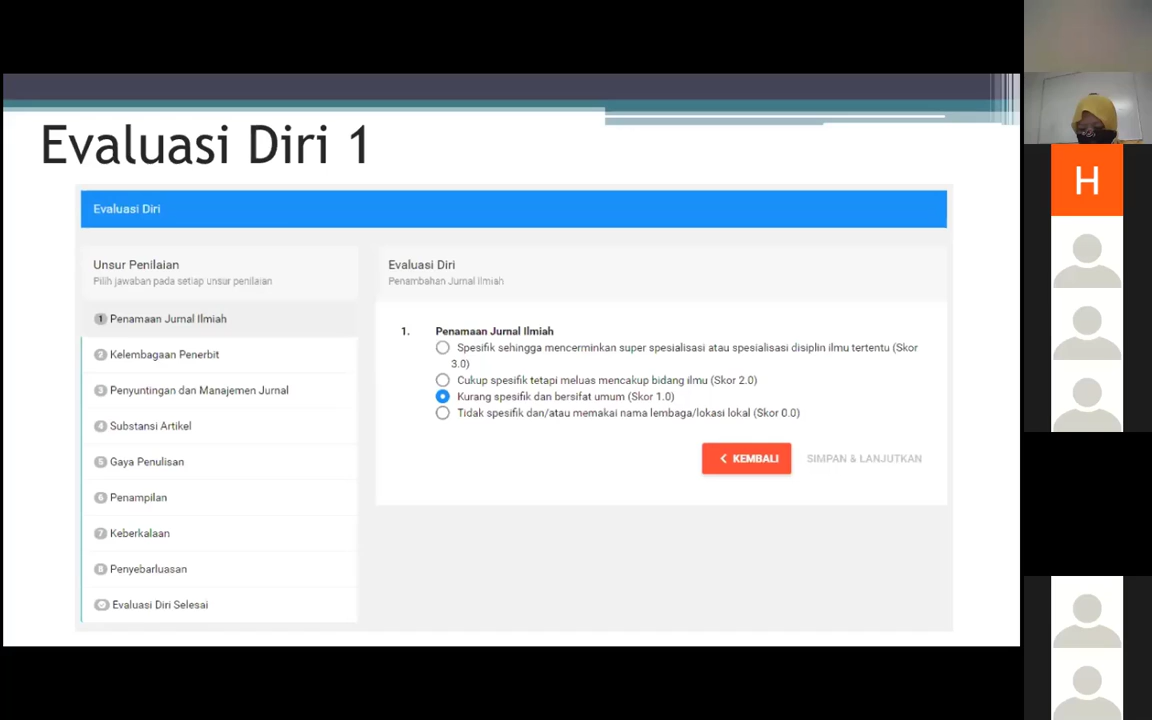 Evaluasi Diri 1
Evaluasi Diri
Unsur Penilaian
Pilih jawaban pada setiap unsur penilaian
1 Penamaan Jurnal Ilmiah
2 Kelembagaan Penerbit
3 Penyuntingan dan Manajemen Jurnal
4 Substansi Artikel
5 Gaya Penulisan
6 Penampilan
7 Keberkalaan
8 Penyebarluasan
Evaluasi Diri Selesai
Evaluasi Diri
Penambahan Jurnal Ilmiah
1. Penamaan Jurnal Ilmiah
Spesifik sehingga mencerminkan super spesialisasi atau spesialisasi disiplin ilmu tertentu (Skor
3.0)
Cukup spesifik tetapi meluas mencakup bidang ilmu (Skor 2.0)
Kurang spesifik dan bersifat umum (Skor 1.0)
Tidak spesifik dan/atau memakai nama lembaga/lokasi lokal (Skor 0.0)
KEMBALI SIMPAN & LANJUTKAN
H